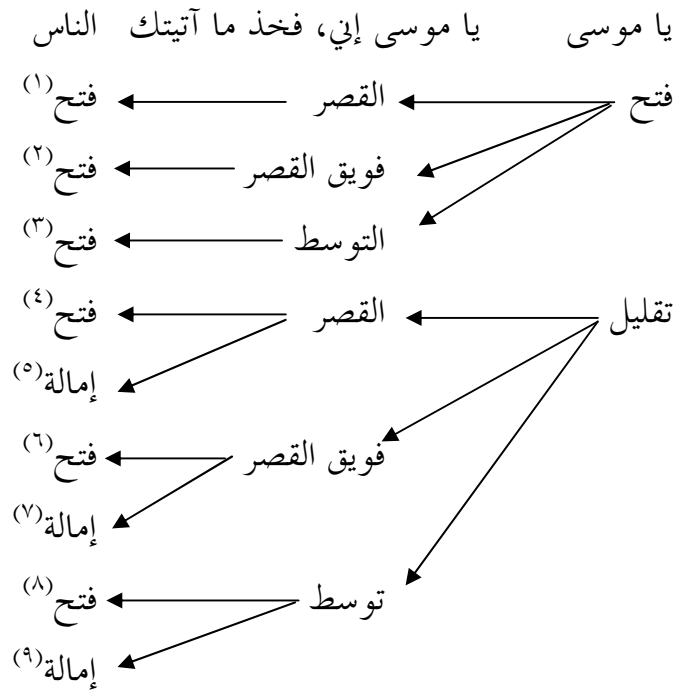 يا موسى يا موسى إني، فخذ ما آتيتك الناس
فتح القصر فتح(١)
فويق القصر فتح(٢)
التوسط فتح(٣)
تقليل القصر فتح(٤)
إمالة(٥)
فويق القصر فتح(٦)
إمالة(٧)
توسط فتح(٨)
إمالة(٩)